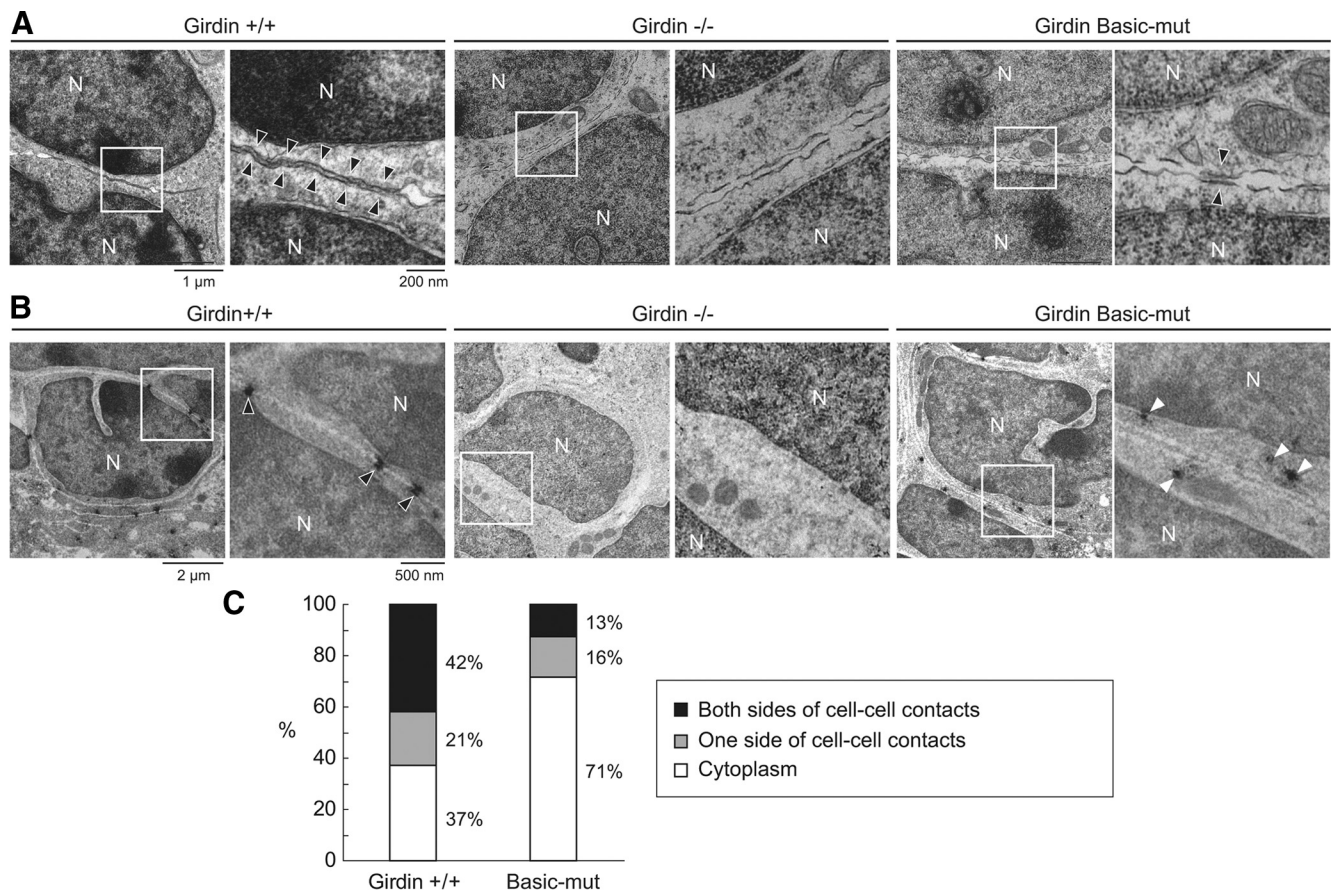 A
Girdin +/+
Girdin -/-
Girdin Basic-mut
N
N
N
N
N
N
N
N
N
N
N
N
1 µm
200 nm
B
Girdin+/+
Girdin -/-
Girdin Basic-mut
N
N
N
N
N
N
N
N
N
2 µm
500 nm
C
100
80
60
40
20
0
%
42%
21%
37%
13%
16%
71%
Girdin +/+
Basic-mut
Both sides of cell-cell contacts
One side of cell-cell contacts
Cytoplasm